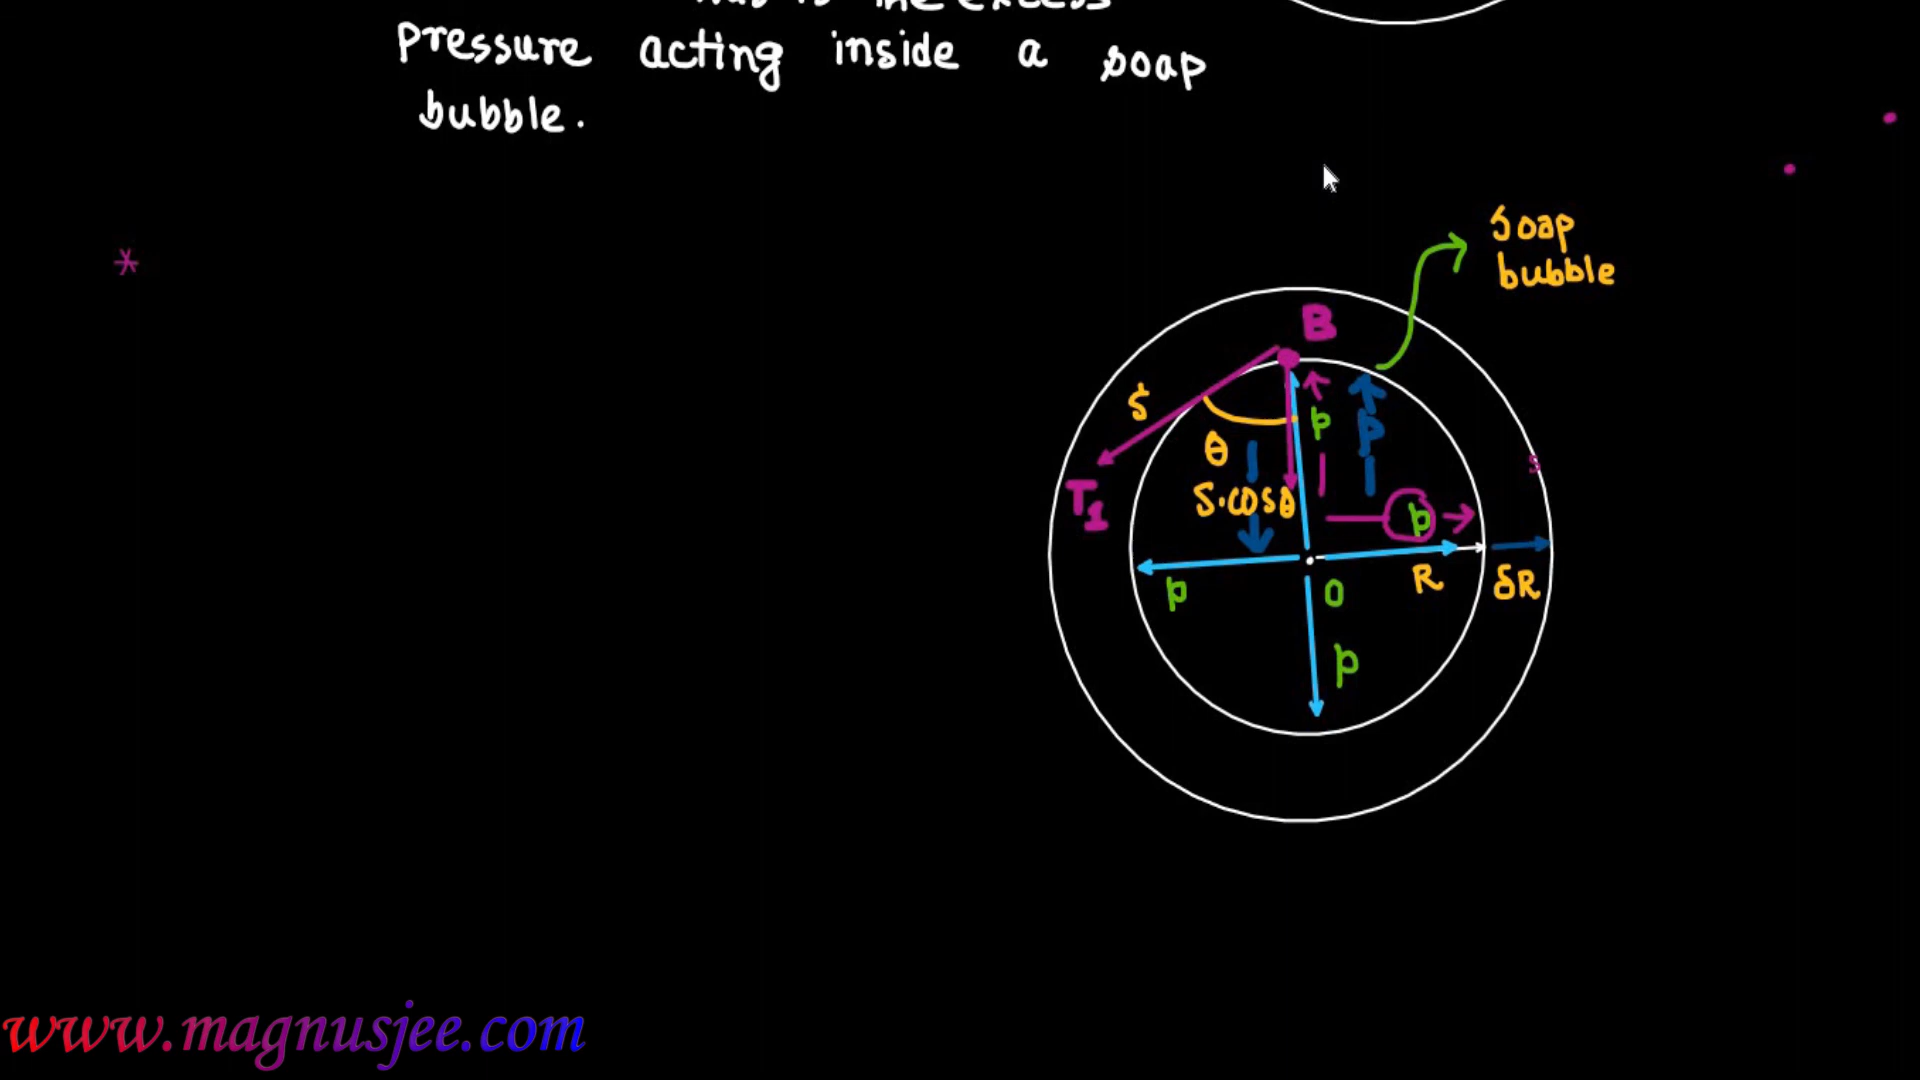 pressure acting inside a soap
bubble.
*
Soap
bubble
B
S
p
P
θ
S.cosθ
T1
p
s
p
O
R
δR
p
www.magnusjee.com